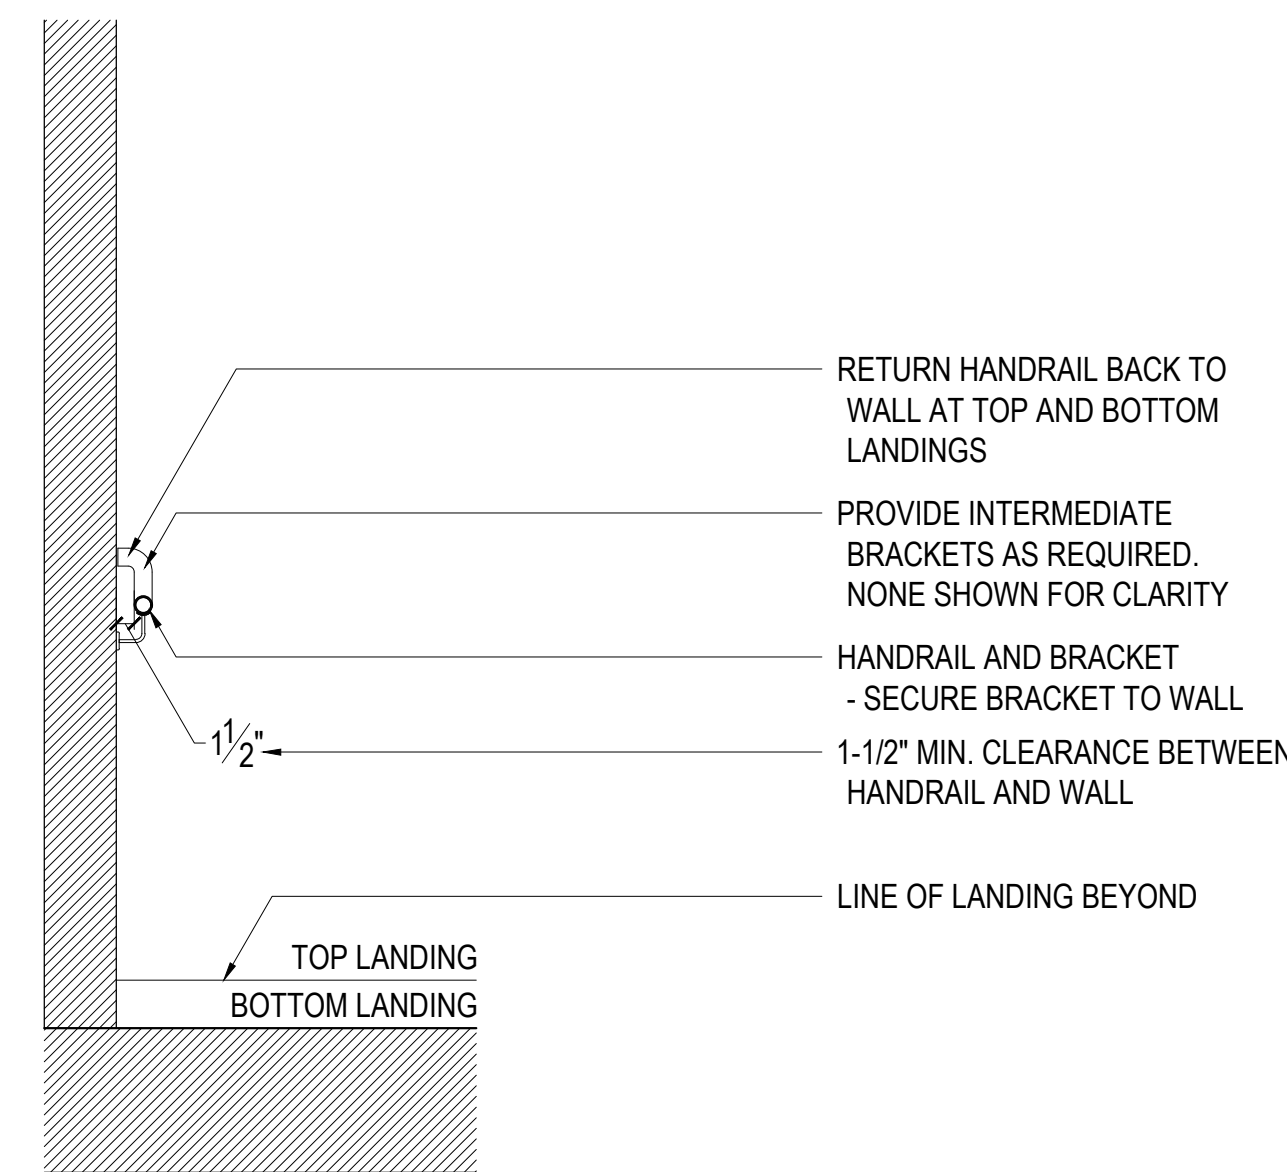 RETURN HANDRAIL BACK TO
WALL AT TOP AND BOTTOM
LANDINGS
PROVIDE INTERMEDIATE
BRACKETS AS REQUIRED.
NONE SHOWN FOR CLARITY
HANDRAIL AND BRACKET
- SECURE BRACKET TO WALL
1 1/2"
1-1/2" MIN. CLEARANCE BETWEEN
HANDRAIL AND WALL
LINE OF LANDING BEYOND
TOP LANDING
BOTTOM LANDING